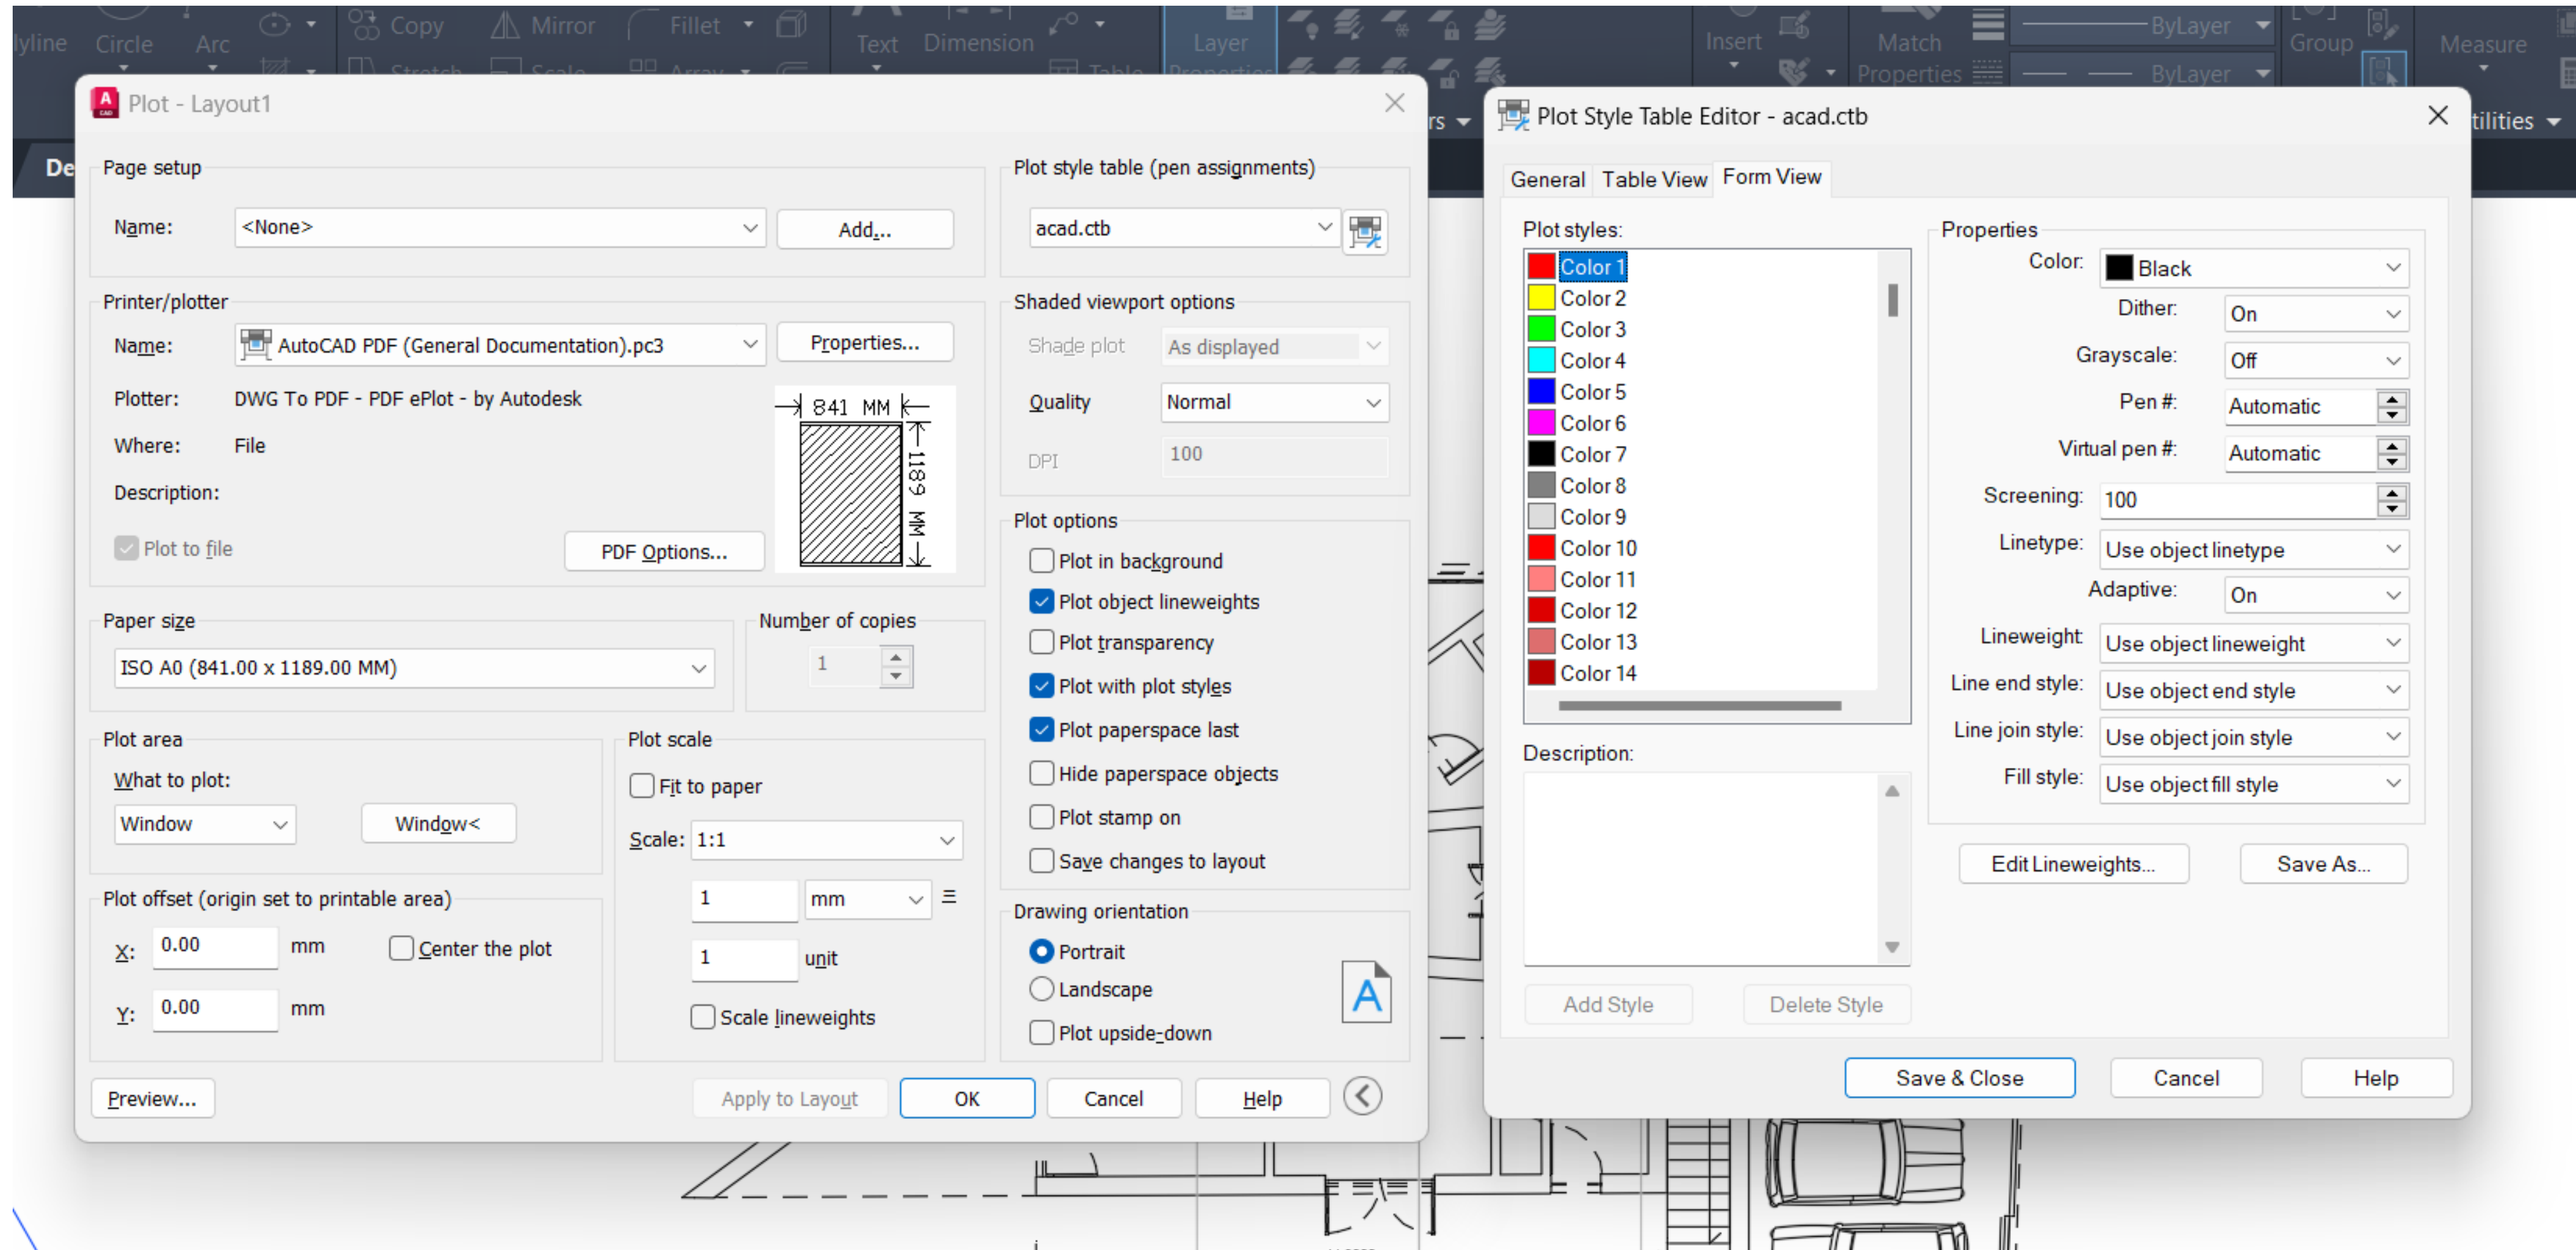 Copy
Mirror
Fillet
lyline
Circle
Arc
Text
Dimension
Layer
Insert
Match
ByLayer
Group
Measure
Stretch
Scale
Array
Table
Properties
Properties
ByLayer
rs
tilities
De
Plot - Layout1
Page setup
Name:
<None>
Add...
Printer/plotter
Name:
AutoCAD PDF (General Documentation).pc3
Properties...
Plotter:
DWG To PDF - PDF ePlot - by Autodesk
Where:
File
Description:
Plot to file
PDF Options...
841 MM
1189 MM
Paper size
ISO A0 (841.00 x 1189.00 MM)
Number of copies
1
Plot area
What to plot:
Window
Window<
Plot scale
Fit to paper
Scale:
1:1
1
mm
=
1
unit
Scale lineweights
Plot offset (origin set to printable area)
X:
0.00
mm
Center the plot
Y:
0.00
mm
Plot style table (pen assignments)
acad.ctb
Shaded viewport options
Shade plot
As displayed
Quality
Normal
DPI
100
Plot options
Plot in background
Plot object lineweights
Plot transparency
Plot with plot styles
Plot paperspace last
Hide paperspace objects
Plot stamp on
Save changes to layout
Drawing orientation
Portrait
Landscape
Plot upside-down
A
Preview...
Apply to Layout
OK
Cancel
Help
Plot Style Table Editor - acad.ctb
General
Table View
Form View
Plot styles:
Color 1
Color 2
Color 3
Color 4
Color 5
Color 6
Color 7
Color 8
Color 9
Color 10
Color 11
Color 12
Color 13
Color 14
Description:
Add Style
Delete Style
Properties
Color:
Black
Dither:
On
Grayscale:
Off
Pen #:
Automatic
Virtual pen #:
Automatic
Screening:
100
Linetype:
Use object linetype
Adaptive:
On
Lineweight:
Use object lineweight
Line end style:
Use object end style
Line join style:
Use object join style
Fill style:
Use object fill style
Edit Lineweights...
Save As...
Save & Close
Cancel
Help